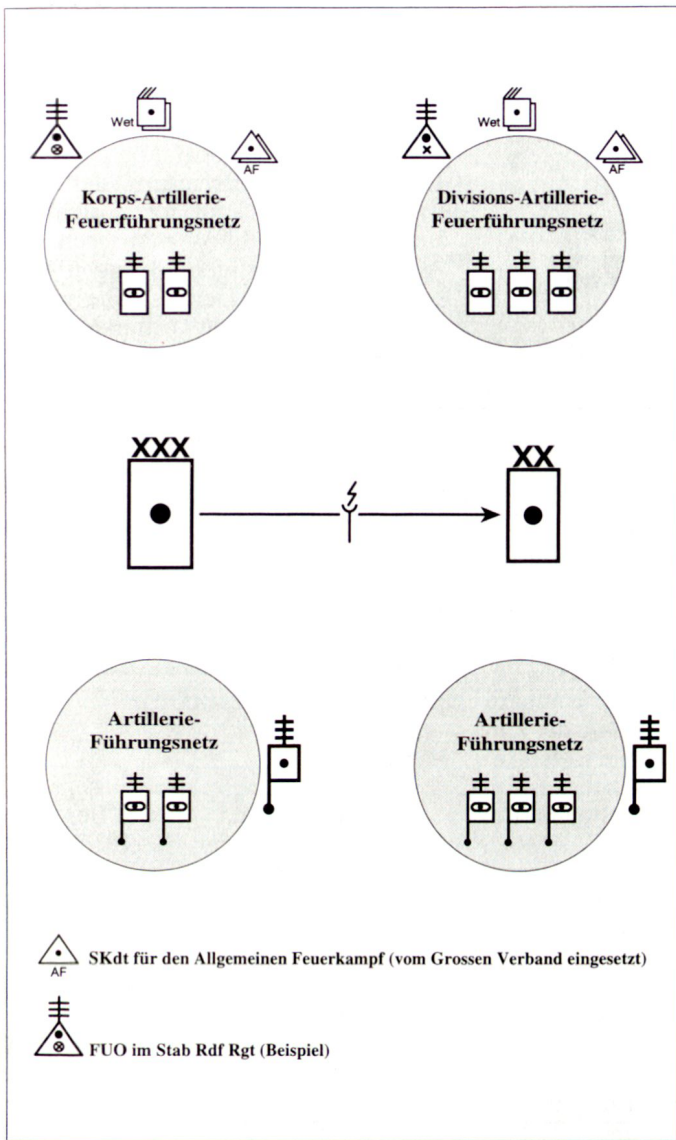 Wet
AF
Korps-Artillerie-
Feuerführungsnetz
Wet
AF
Divisions-Artillerie-
Feuerführungsnetz
XXX
XX
Artillerie-
Führungsnetz
Artillerie-
Führungsnetz
AF
SKdt für den Allgemeinen Feuerkampf (vom Grossen Verband eingesetzt)
FUO im Stab Rdf Rgt (Beispiel)